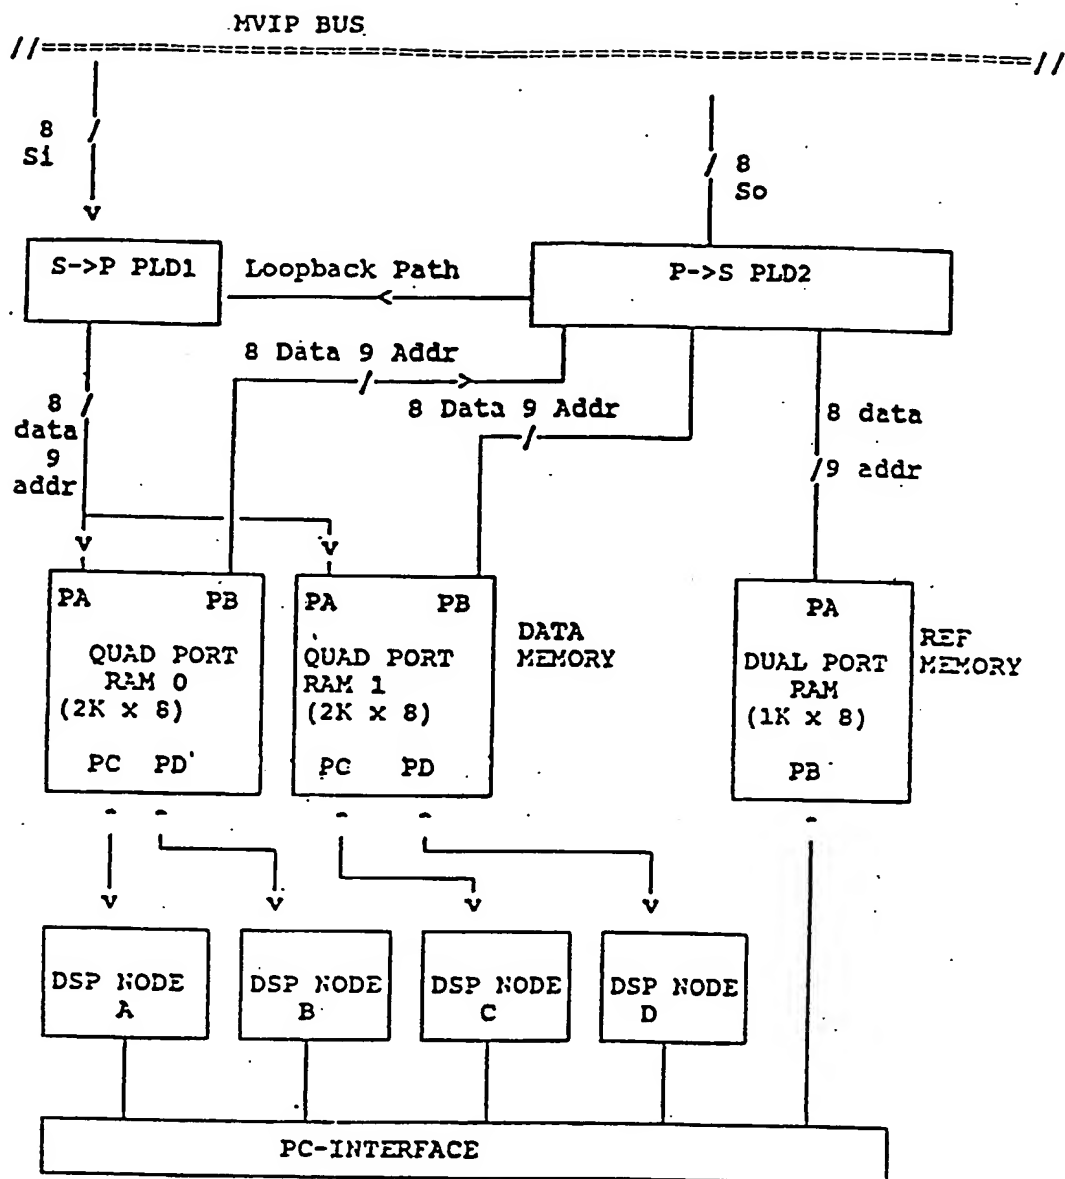 MVIP BUS
8
Si
8
So
S->P PLD1
Loopback Path
P->S PLD2
8 Data 9 Addr
8 Data 9 Addr
8
data
9
addr
8 data
9 addr
PA PB
QUAD PORT
RAM 0
(2K x 8)
PC PD
PA PB
QUAD PORT
RAM 1
(2K x 8)
PC PD
DATA
MEMORY
PA
DUAL PORT
RAM
(1K x 8)
PB
REF
MEMORY
DSP NODE
A
DSP NODE
B
DSP NODE
C
DSP NODE
D
PC-INTERFACE